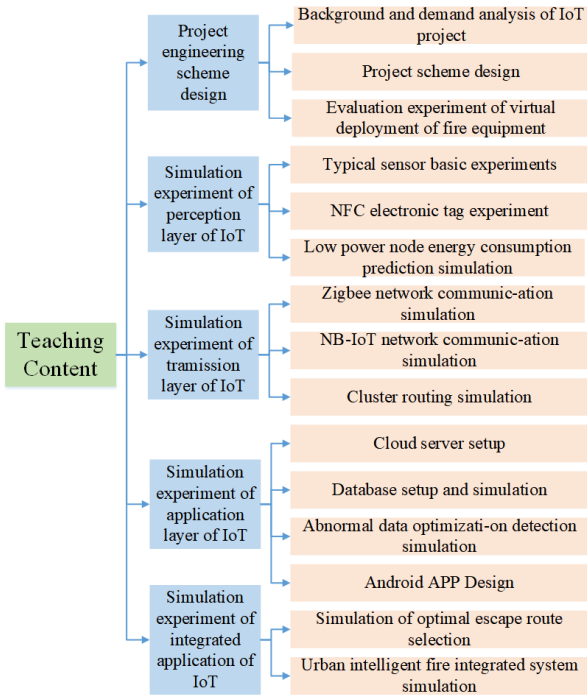 Teaching
Content
Project
engineering
scheme
design
Background and demand analysis of IoT
project
Project scheme design
Evaluation experiment of virtual
deployment of fire equipment
Simulation
experiment of
perception
layer of IoT
Typical sensor basic experiments
NFC electronic tag experiment
Low power node energy consumption
prediction simulation
Simulation
experiment of
tramission
layer of IoT
Zigbee network communic-ation
simulation
NB-IoT network communic-ation
simulation
Cluster routing simulation
Simulation
experiment of
application
layer of IoT
Cloud server setup
Database setup and simulation
Abnormal data optimizati-on detection
simulation
Android APP Design
Simulation
experiment of
integrated
application of
IoT
Simulation of optimal escape route
selection
Urban intelligent fire integrated system
simulation